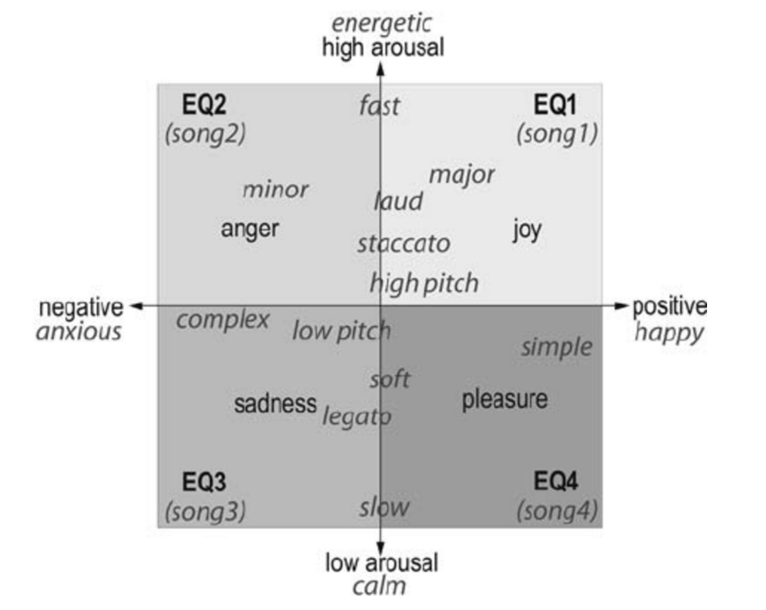 energetic
high arousal
EQ2
(song2)
fast
EQ1
(song1)
minor
major
laud
anger
staccato
joy
high pitch
negative
anxious
positive
happy
complex
low pitch
simple
soft
sadness
legato
pleasure
EQ3
(song3)
slow
EQ4
(song4)
low arousal
calm